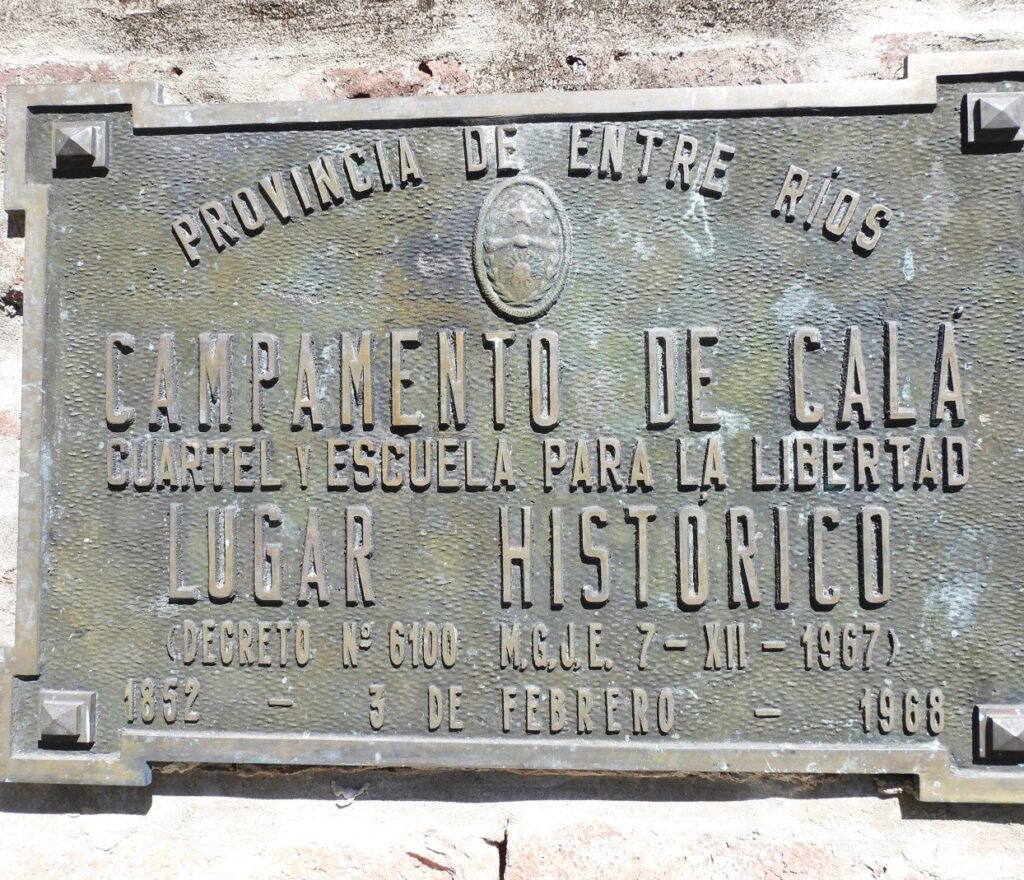 PROVINCIA DE ENTRE RÍOS
CAMPAMENTO DE CALÁ
CUARTEL Y ESCUELA PARA LA LIBERTAD
LUGAR HISTÓRICO
(DECRETO Nº 6100 M.G.J.E. 7 - XII - 1967)
1852 - 3 DE FEBRERO - 1968